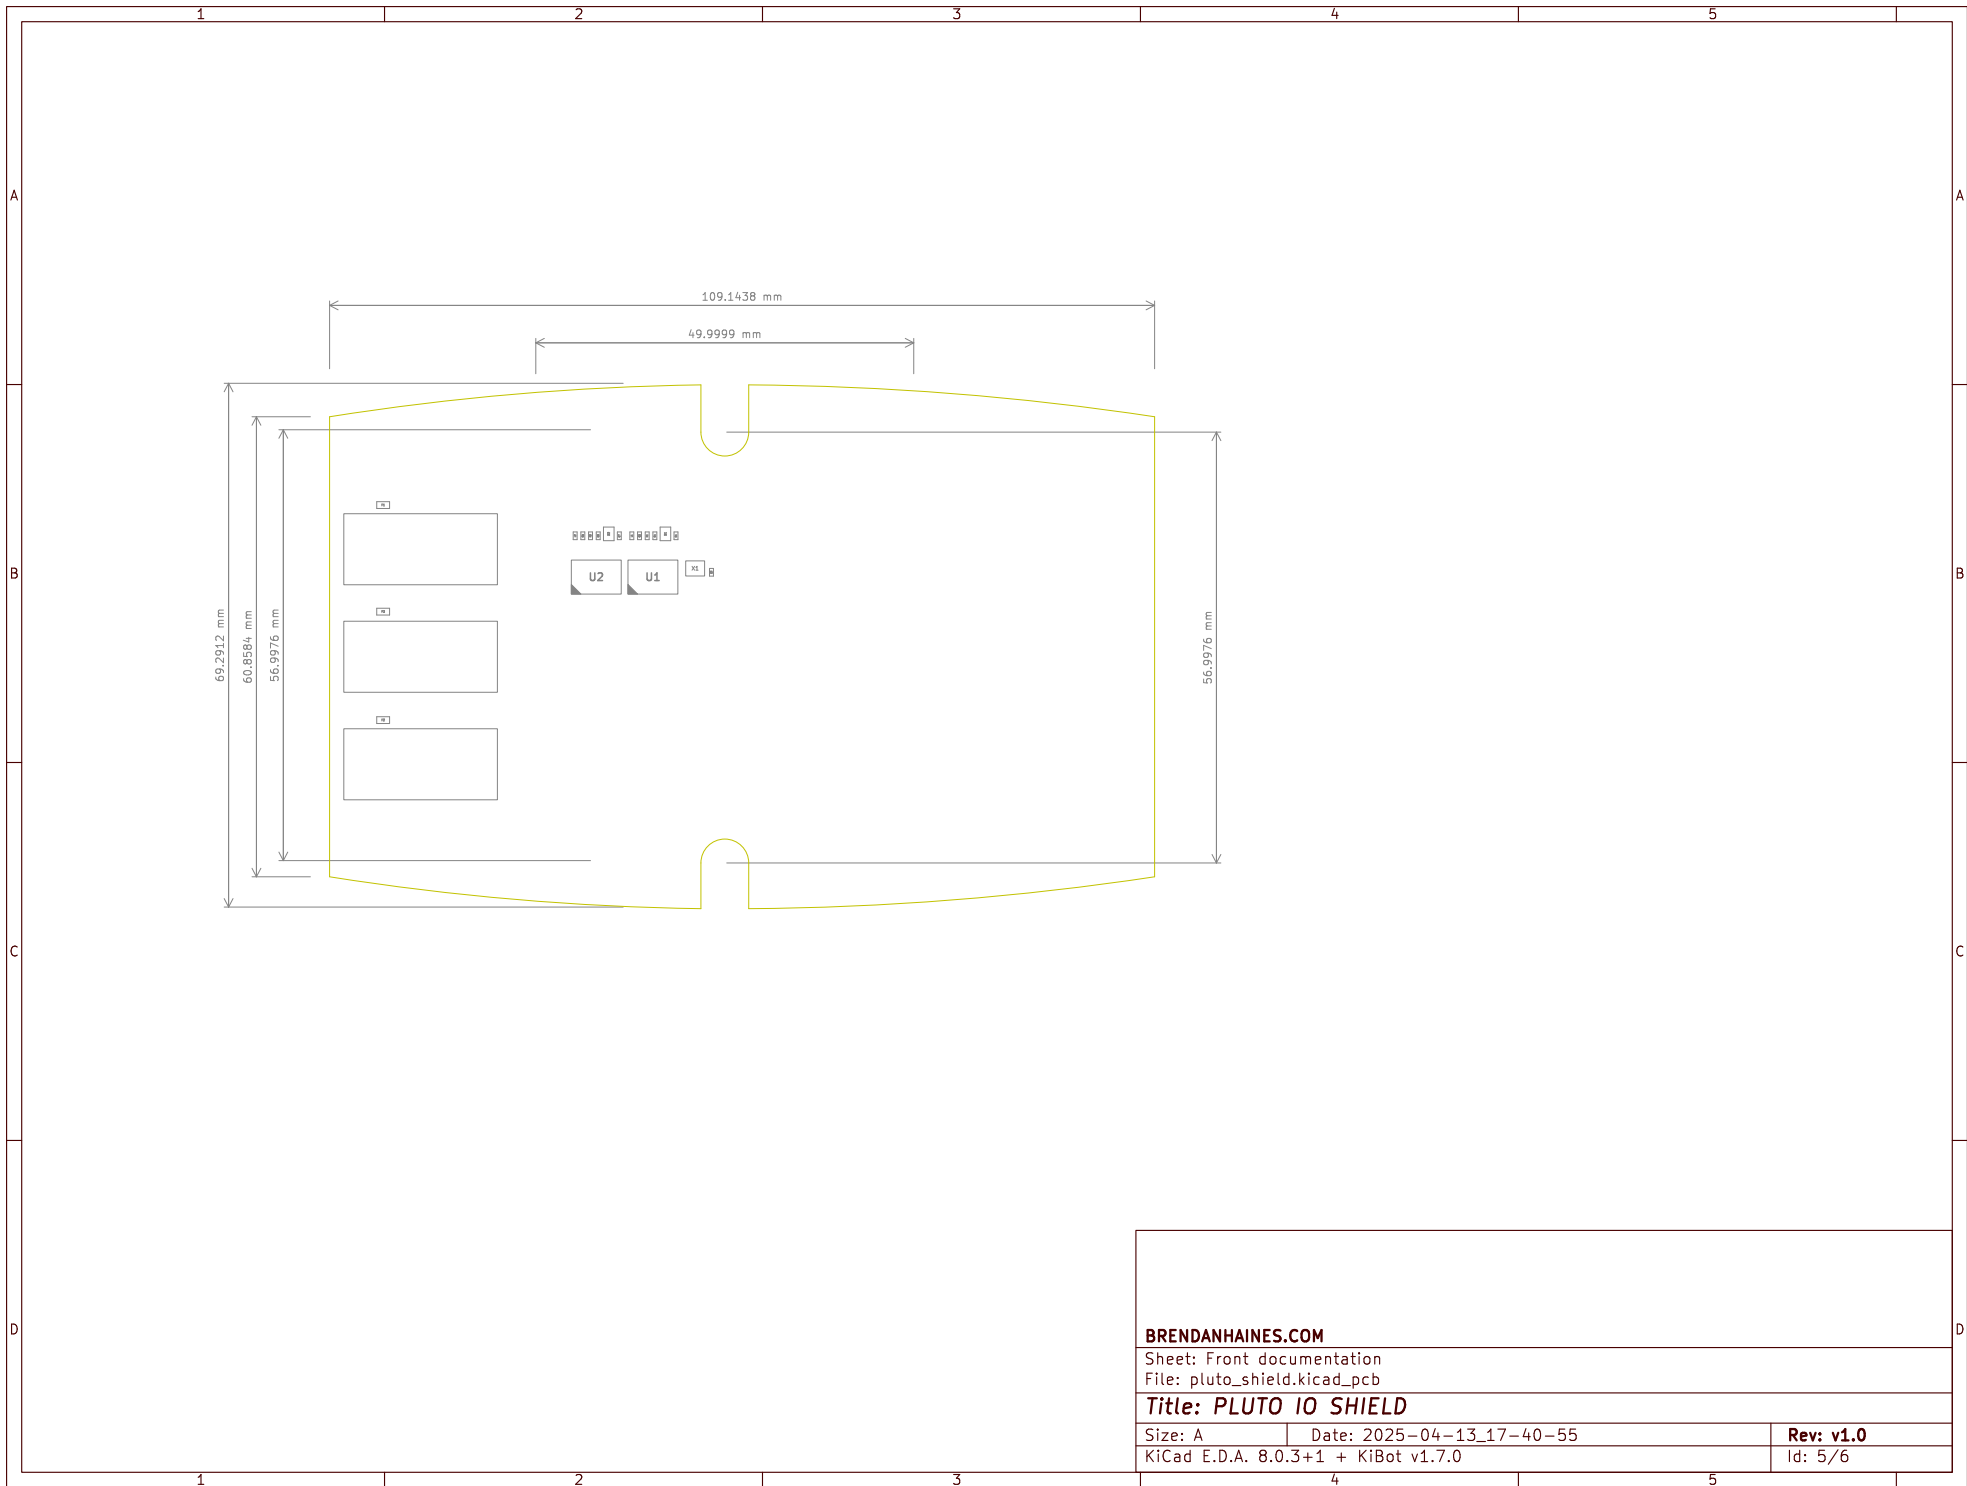 1 2 3 4 5
A A
109.1438 mm
49.9999 mm
B B
U2 U1 X1
69.2912 mm
60.8584 mm
56.9976 mm
56.9976 mm
C C
D D
BRENDANHAINES.COM
Sheet: Front documentation
File: pluto_shield.kicad_pcb
Title: PLUTO IO SHIELD
Size: A Date: 2025-04-13_17-40-55 Rev: v1.0
KiCad E.D.A. 8.0.3+1 + KiBot v1.7.0 Id: 5/6
1 2 3 4 5